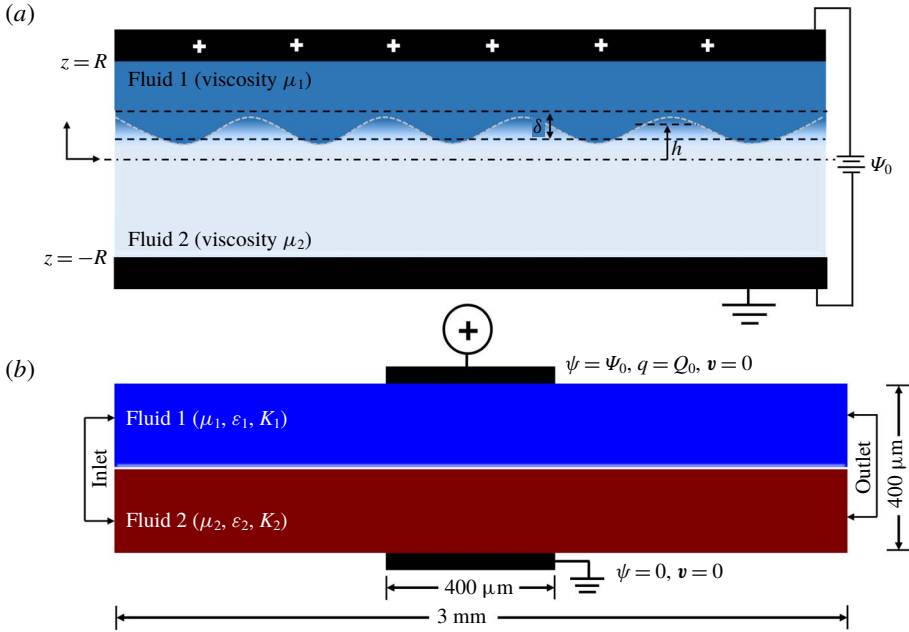 (a)
+ + + + + +
z = R
Fluid 1 (viscosity μ₁)
δ
h
Ψ₀
Fluid 2 (viscosity μ₂)
z = −R
+
(b)
ψ = Ψ₀, q = Q₀, v = 0
Fluid 1 (μ₁, ε₁, K₁)
Inlet
Outlet
400 μm
Fluid 2 (μ₂, ε₂, K₂)
ψ = 0, v = 0
400 μm
3 mm